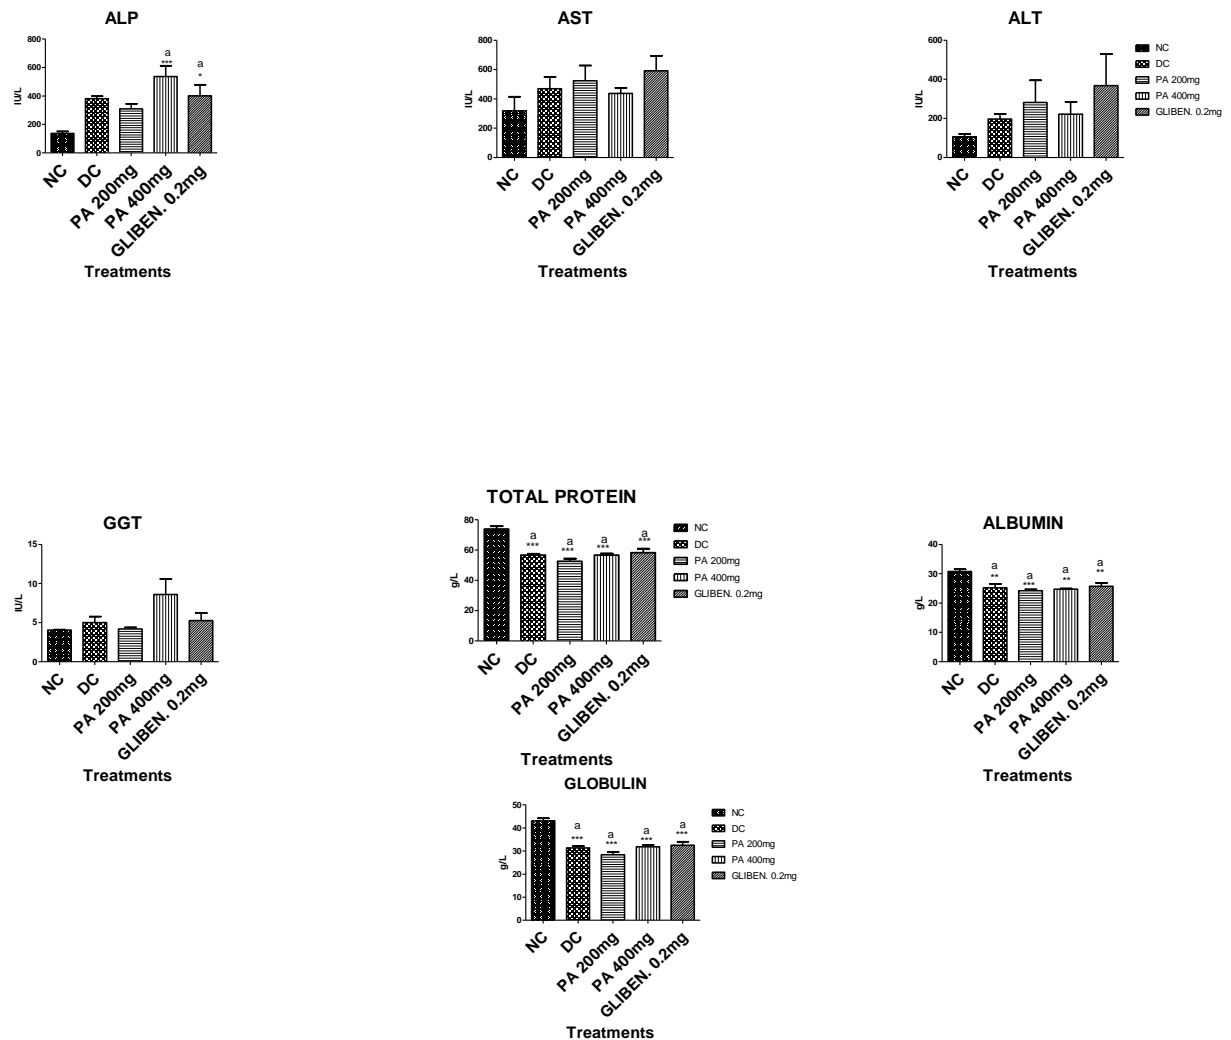 ALP
800
600
400
200
0
IU/L
a
***
a
*
NC
DC
PA 200mg
PA 400mg
GLIBEN. 0.2mg
Treatments
AST
800
600
400
200
0
IU/L
NC
DC
PA 200mg
PA 400mg
GLIBEN. 0.2mg
Treatments
ALT
600
400
200
0
IU/L
NC
DC
PA 200mg
PA 400mg
GLIBEN. 0.2mg
Treatments
NC
DC
PA 200mg
PA 400mg
GLIBEN. 0.2mg
GGT
15
10
5
0
IU/L
NC
DC
PA 200mg
PA 400mg
GLIBEN. 0.2mg
Treatments
TOTAL PROTEIN
80
60
40
20
0
g/L
a
***
a
***
a
***
a
***
NC
DC
PA 200mg
PA 400mg
GLIBEN. 0.2mg
Treatments
NC
DC
PA 200mg
PA 400mg
GLIBEN. 0.2mg
ALBUMIN
40
30
20
10
0
g/L
a
**
a
***
a
**
a
**
NC
DC
PA 200mg
PA 400mg
GLIBEN. 0.2mg
Treatments
GLOBULIN
50
40
30
20
10
0
g/L
a
***
a
***
a
***
a
***
NC
DC
PA 200mg
PA 400mg
GLIBEN. 0.2mg
Treatments
NC
DC
PA 200mg
PA 400mg
GLIBEN. 0.2mg